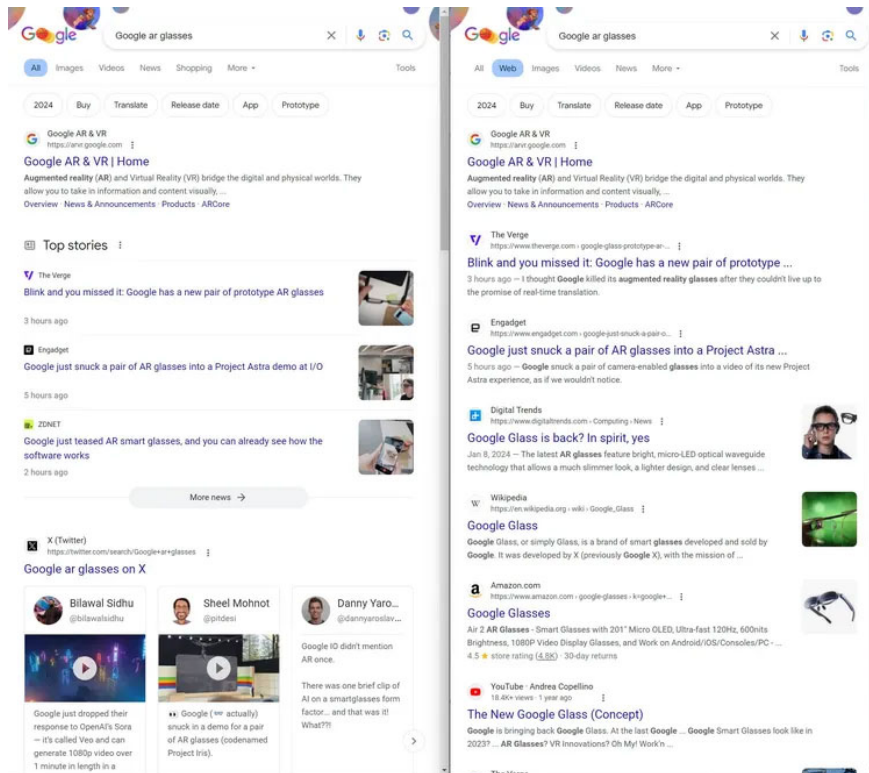 Google
Google ar glasses
All Images Videos News Shopping More Tools
2024 Buy Translate Release date App Prototype
Google AR & VR
https://arvr.google.com
Google AR & VR | Home
Augmented reality (AR) and Virtual Reality (VR) bridge the digital and physical worlds. They
allow you to take in information and content visually, ...
Overview · News & Announcements · Products · ARCore
Top stories
The Verge
Blink and you missed it: Google has a new pair of prototype AR glasses
3 hours ago
Engadget
Google just snuck a pair of AR glasses into a Project Astra demo at I/O
5 hours ago
ZDNET
Google just teased AR smart glasses, and you can already see how the
software works
2 hours ago
More news →
X (Twitter)
https://twitter.com/search/Google+ar+glasses
Google ar glasses on X
Bilawal Sidhu
@bilawalsidhu
Google just dropped their
response to OpenAI's Sora
— it's called Veo and can
generate 1080p video over
1 minute in length in a
Sheel Mohnot
@pitdesi
👀 Google (👓 actually)
snuck in a demo for a pair
of AR glasses (codenamed
Project Iris).
Danny Yaro...
@dannyaroslav...
Google IO didn't mention
AR once.
There was one brief clip of
AI on a smartglasses form
factor... and that was it!
What??!
Google
Google ar glasses
All Web Images Videos News More Tools
2024 Buy Translate Release date App Prototype
Google AR & VR
https://arvr.google.com
Google AR & VR | Home
Augmented reality (AR) and Virtual Reality (VR) bridge the digital and physical worlds. They
allow you to take in information and content visually, ...
Overview · News & Announcements · Products · ARCore
The Verge
https://www.theverge.com › google-glass-prototype-ar-...
Blink and you missed it: Google has a new pair of prototype ...
3 hours ago — I thought Google killed its augmented reality glasses after they couldn't live up to
the promise of real-time translation.
Engadget
https://www.engadget.com › google-just-snuck-a-pair-o...
Google just snuck a pair of AR glasses into a Project Astra ...
5 hours ago — Google snuck a pair of camera-enabled glasses into a video of its new Project
Astra experience, as if we wouldn't notice.
Digital Trends
https://www.digitaltrends.com › Computing › News
Google Glass is back? In spirit, yes
Jan 8, 2024 — The latest AR glasses feature bright, micro-LED optical waveguide
technology that allows a much slimmer look, a lighter design, and clear lenses ...
Wikipedia
https://en.wikipedia.org › wiki › Google_Glass
Google Glass
Google Glass, or simply Glass, is a brand of smart glasses developed and sold by
Google. It was developed by X (previously Google X), with the mission of ...
Amazon.com
https://www.amazon.com › google-glasses › k=google+...
Google Glasses
Air 2 AR Glasses - Smart Glasses with 201" Micro OLED, Ultra-fast 120Hz, 600nits
Brightness, 1080P Video Display Glasses, and Work on Android/iOS/Consoles/PC - ...
4.5 ★ store rating (4.8K) · 30-day returns
YouTube · Andrea Copellino
18.4K+ views · 1 year ago
The New Google Glass (Concept)
Google is bringing back Google Glass. At the last Google ... Google Smart Glasses look like in
2023? ... AR Glasses? VR Innovations? Oh My! Work'n ...